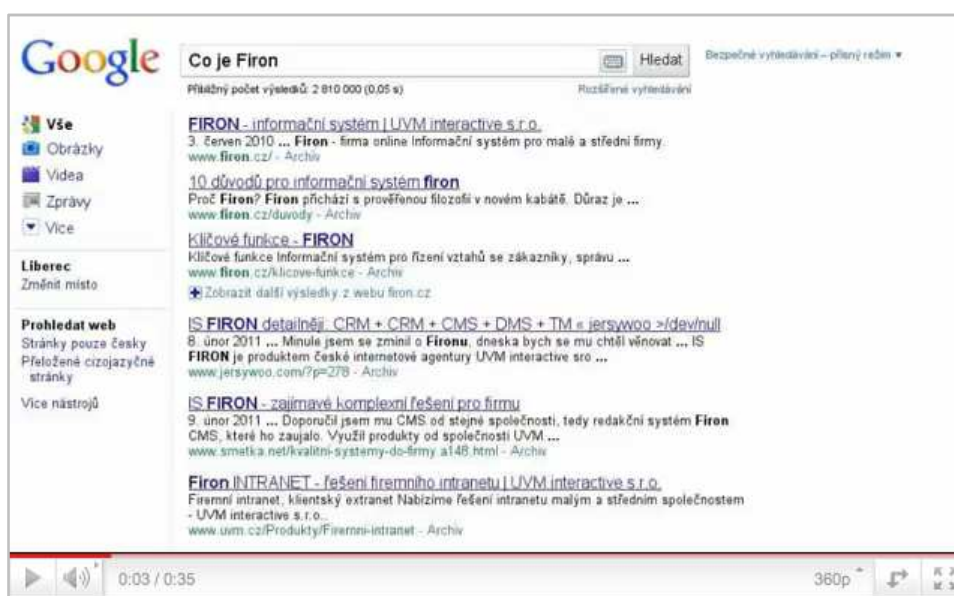 Google
Co je Firon
Hledat
Bezpečné vyhledávání – přísný režim ▼
Přibližný počet výsledků: 2 810 000 (0,05 s)
Rozšířené vyhledávání
Vše
Obrázky
Videa
Zprávy
Více
Liberec
Změnit místo
Prohledat web
Stránky pouze česky
Přeložené cizojazyčné
stránky
Více nástrojů
FIRON - informační systém | UVM interactive s.r.o.
3. červen 2010 ... Firon - firma online Informační systém pro malé a střední firmy.
www.firon.cz/ - Archiv
10 důvodů pro informační systém firon
Proč Firon? Firon přichází s prověřenou filozofií v novém kabátě. Důraz je ...
www.firon.cz/duvody - Archiv
Klíčové funkce - FIRON
Klíčové funkce Informační systém pro řízení vztahů se zákazníky, správu ...
www.firon.cz/klicove-funkce - Archiv
Zobrazit další výsledky z webu firon.cz
IS FIRON detailněji: CRM + CRM + CMS + DMS + TM « jersywoo >/dev/null
8. únor 2011 ... Minule jsem se zmínil o Fironu, dneska bych se mu chtěl věnovat ... IS
FIRON je produktem české internetové agentury UVM interactive sro ...
www.jersywoo.com/?p=278 - Archiv
IS FIRON - zajímavé komplexní řešení pro firmu
9. únor 2011 ... Doporučil jsem mu CMS od stejné společnosti, tedy redakční systém Firon
CMS, které ho zaujalo. Využil produkty od společnosti UVM ...
www.smetka.net/kvalitni-systemy-do-firmy a148.html - Archiv
Firon INTRANET - řešení firemního intranetu | UVM interactive s.r.o.
Firemní intranet, klientský extranet Nabízíme řešení intranetu malým a středním společnostem
- UVM interactive s.r.o..
www.uvm.cz/Produkty/Firemni-intranet - Archiv
0:03 / 0:35
360p